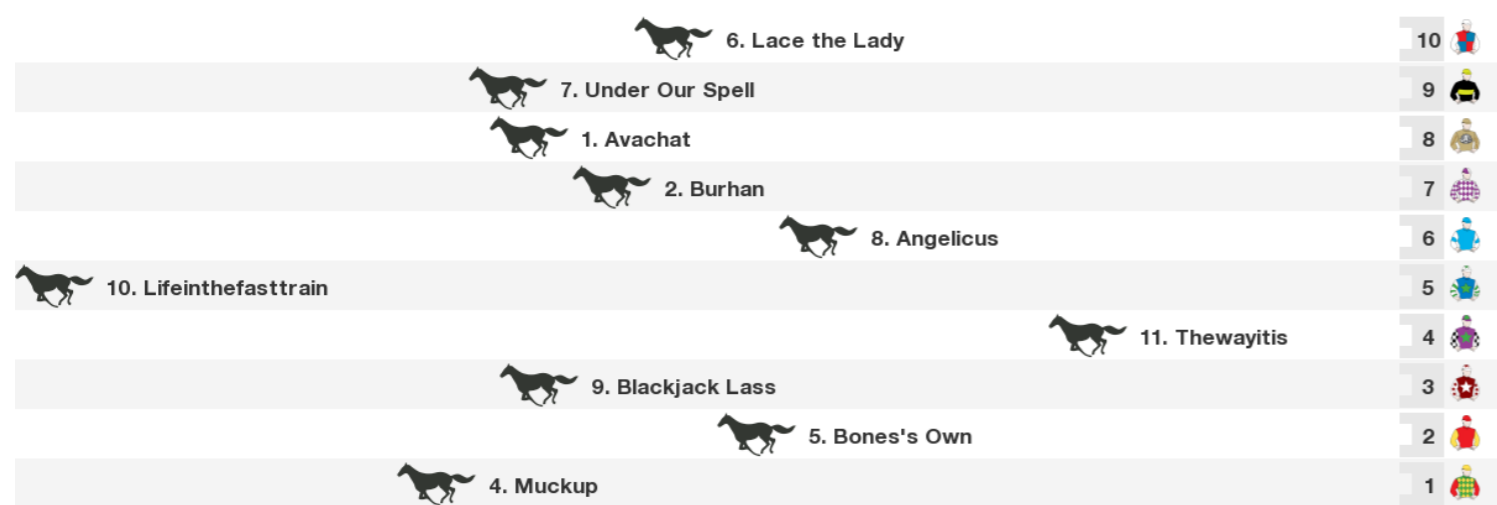 6. Lace the Lady 10
7. Under Our Spell 9
1. Avachat 8
2. Burhan 7
8. Angelicus 6
10. Lifeinthefasttrain 5
11. Thewayitis 4
9. Blackjack Lass 3
5. Bones's Own 2
4. Muckup 1